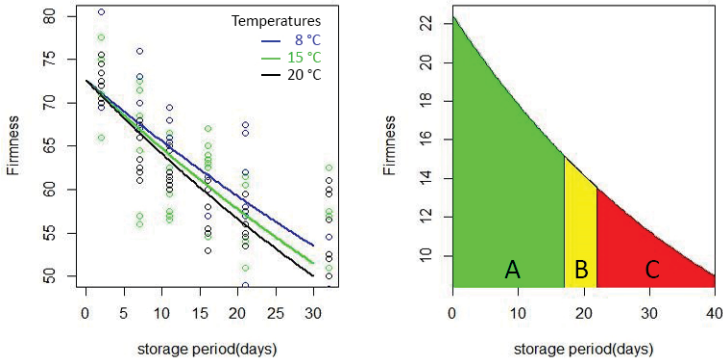 Temperatures
8 °C
15 °C
20 °C
80
75
70
65
60
55
50
Firmness
0
5
10
15
20
25
30
storage period(days)
22
20
18
16
14
12
10
Firmness
A
B
C
0
10
20
30
40
storage period(days)